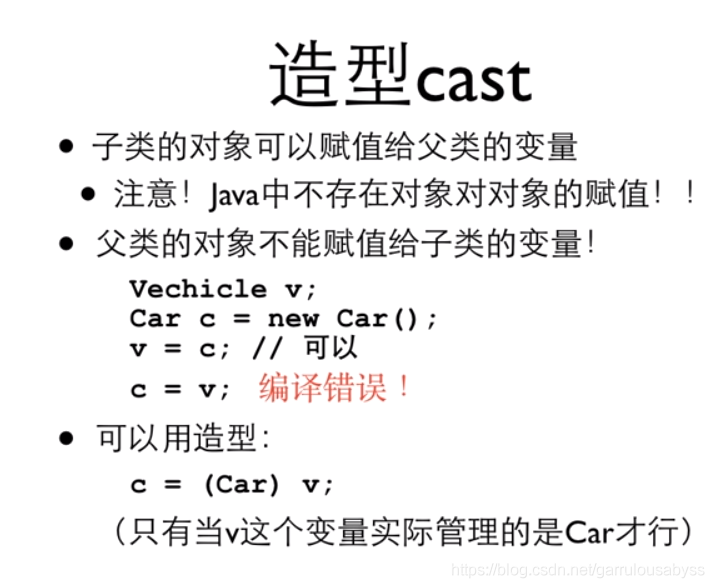 造型cast
子类的对象可以赋值给父类的变量
注意！Java中不存在对象对对象的赋值！！
父类的对象不能赋值给子类的变量！
Vechicle v;
Car c = new Car();
v = c; // 可以
c = v; 编译错误！
可以用造型：
c = (Car) v;
（只有当v这个变量实际管理的是Car才行）
https://blog.csdn.net/garrulousabyss